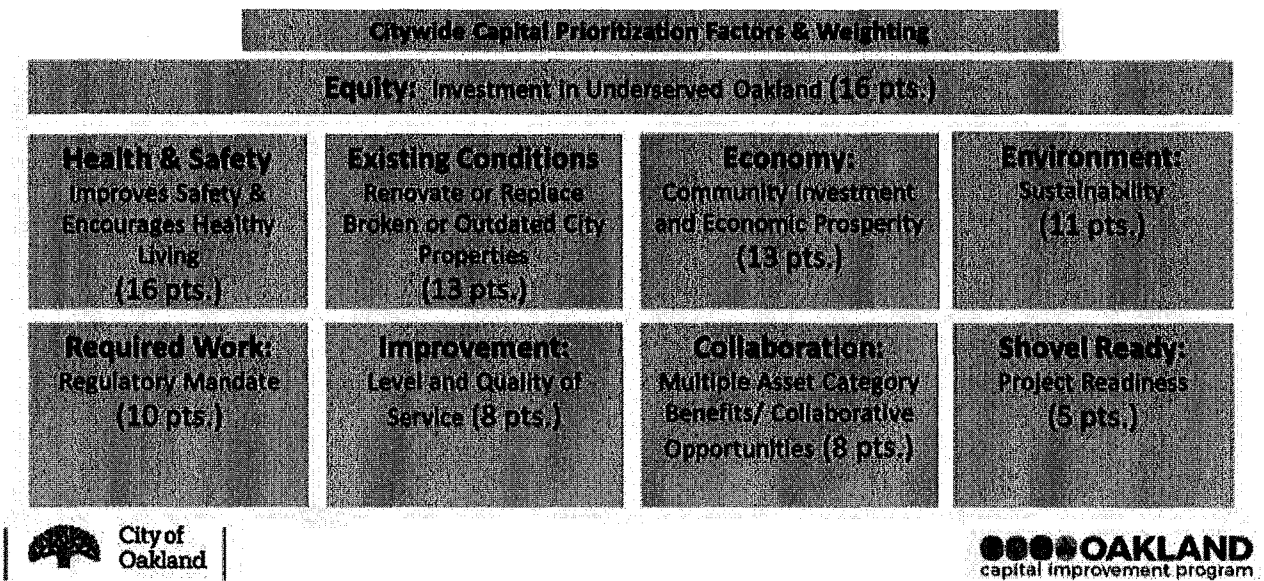 Citywide Capital Prioritization Factors & Weighting
Equity: Investment in Underserved Oakland (16 pts.)
Health & Safety
Improves Safety &
Encourages Healthy
Living
(16 pts.)
Existing Conditions
Renovate or Replace
Broken or Outdated City
Properties
(13 pts.)
Economy:
Community Investment
and Economic Prosperity
(13 pts.)
Environment:
Sustainability
(11 pts.)
Required Work:
Regulatory Mandate
(10 pts.)
Improvement:
Level and Quality of
Service (8 pts.)
Collaboration:
Multiple Asset Category
Benefits/ Collaborative
Opportunities (8 pts.)
Shovel Ready:
Project Readiness
(5 pts.)
City of
Oakland
OAKLAND
capital improvement program